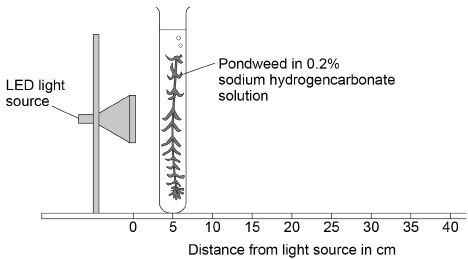 Pondweed in 0.2%
sodium hydrogencarbonate
solution
LED light
source
0 5 10 15 20 25 30 35 40
Distance from light source in cm